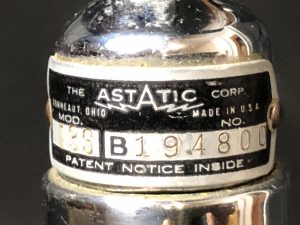 THE ASTATIC CORP.
CONNEAUT, OHIO MADE IN U.S.A.
MOD. NO.
B194800
PATENT NOTICE INSIDE